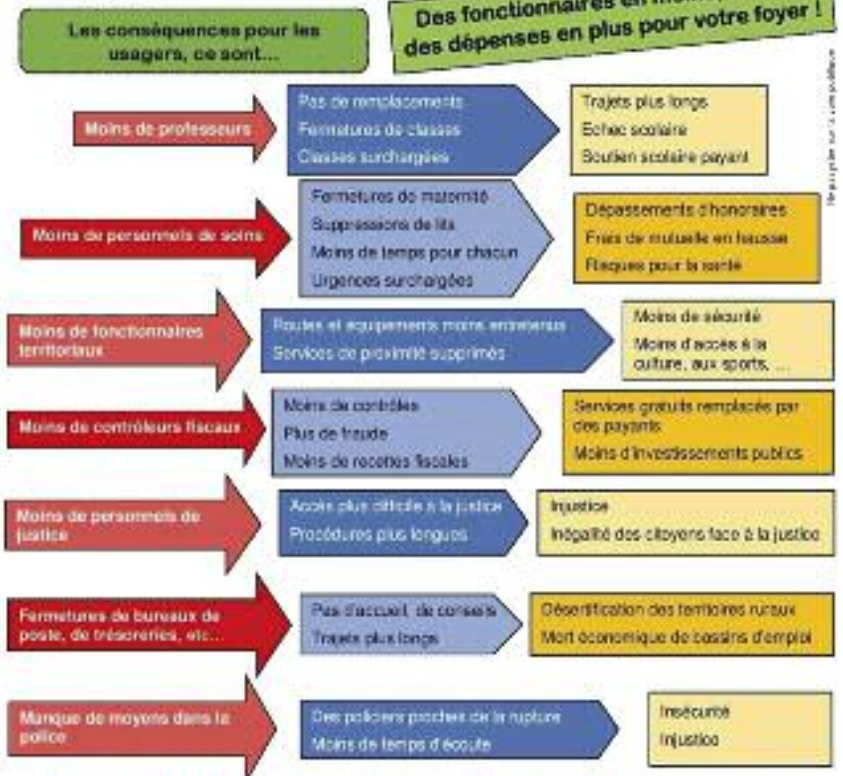 Les conséquences pour les
usagers, ce sont...
Des fonctionnaires en
des dépenses en plus pour votre foyer !
Moins de professeurs
Pas de remplacements
Fermetures de classes
Classes surchargées
Trajets plus longs
Echec scolaire
Soutien scolaire payant
Moins de personnels de soins
Fermetures de maternité
Suppressions de lits
Moins de temps pour chacun
Urgences surchargées
Dépassements d'honoraires
Frais de mutuelle en hausse
Risques pour la santé
Moins de fonctionnaires
territoriaux
Routes et équipements moins entretenus
Services de proximité supprimés
Moins de sécurité
Moins d'accès à la
culture, aux sports, ...
Moins de contrôleurs fiscaux
Moins de contrôles
Plus de fraude
Moins de recettes fiscales
Services gratuits remplacés par
des payants
Moins d'investissements publics
Moins de personnels de
justice
Accès plus difficile à la justice
Procédures plus longues
Injustice
Inégalité des citoyens face à la justice
Fermetures de bureaux de
poste, de trésoreries, etc...
Pas d'accueil, de conseils
Trajets plus longs
Désertification des territoires ruraux
Mort économique de bassins d'emploi
Manque de moyens dans la
police
Des policiers proches de la rupture
Moins de temps d'écoute
Insécurité
Injustice